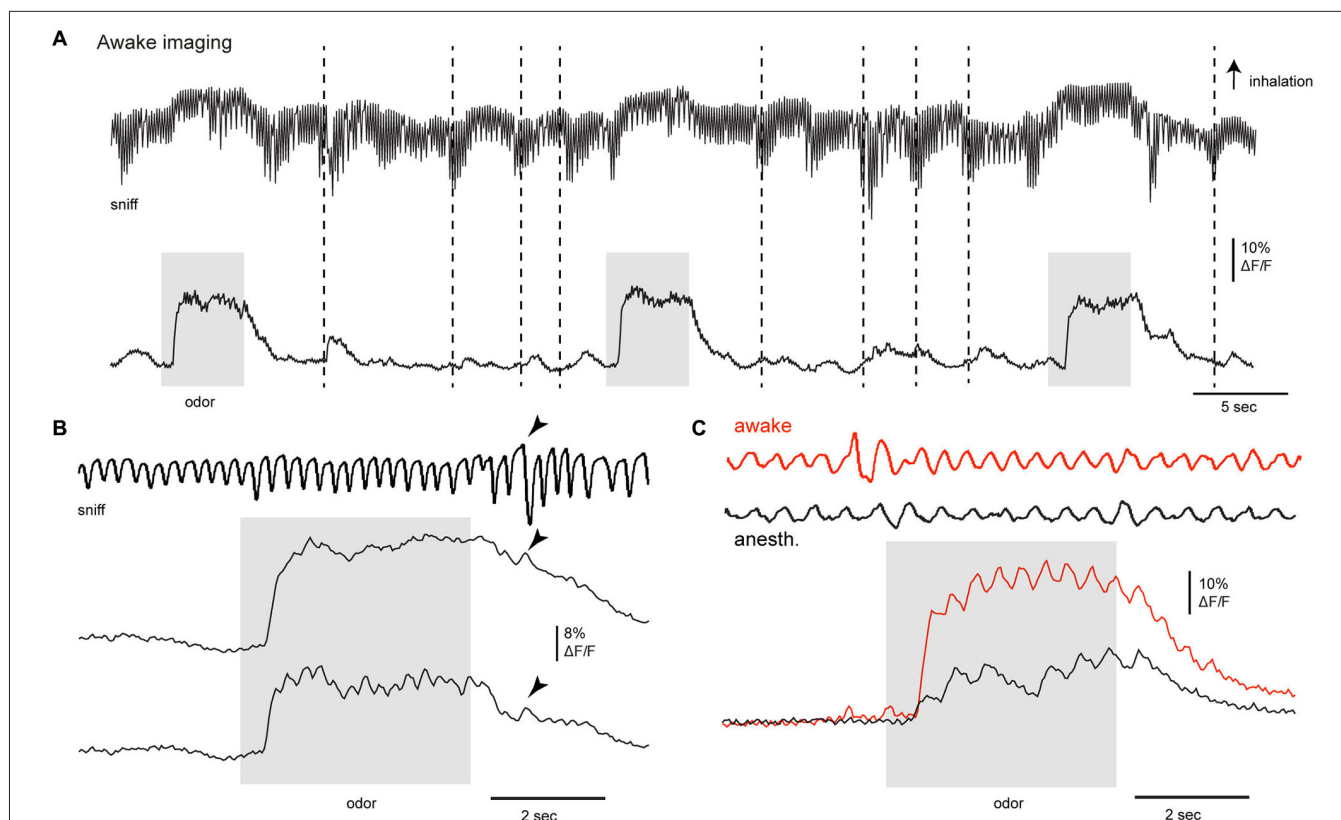 A Awake imaging
inhalation
sniff
10%
ΔF/F
odor
5 sec
B
sniff
8%
ΔF/F
odor
2 sec
C
awake
anesth.
10%
ΔF/F
odor
2 sec